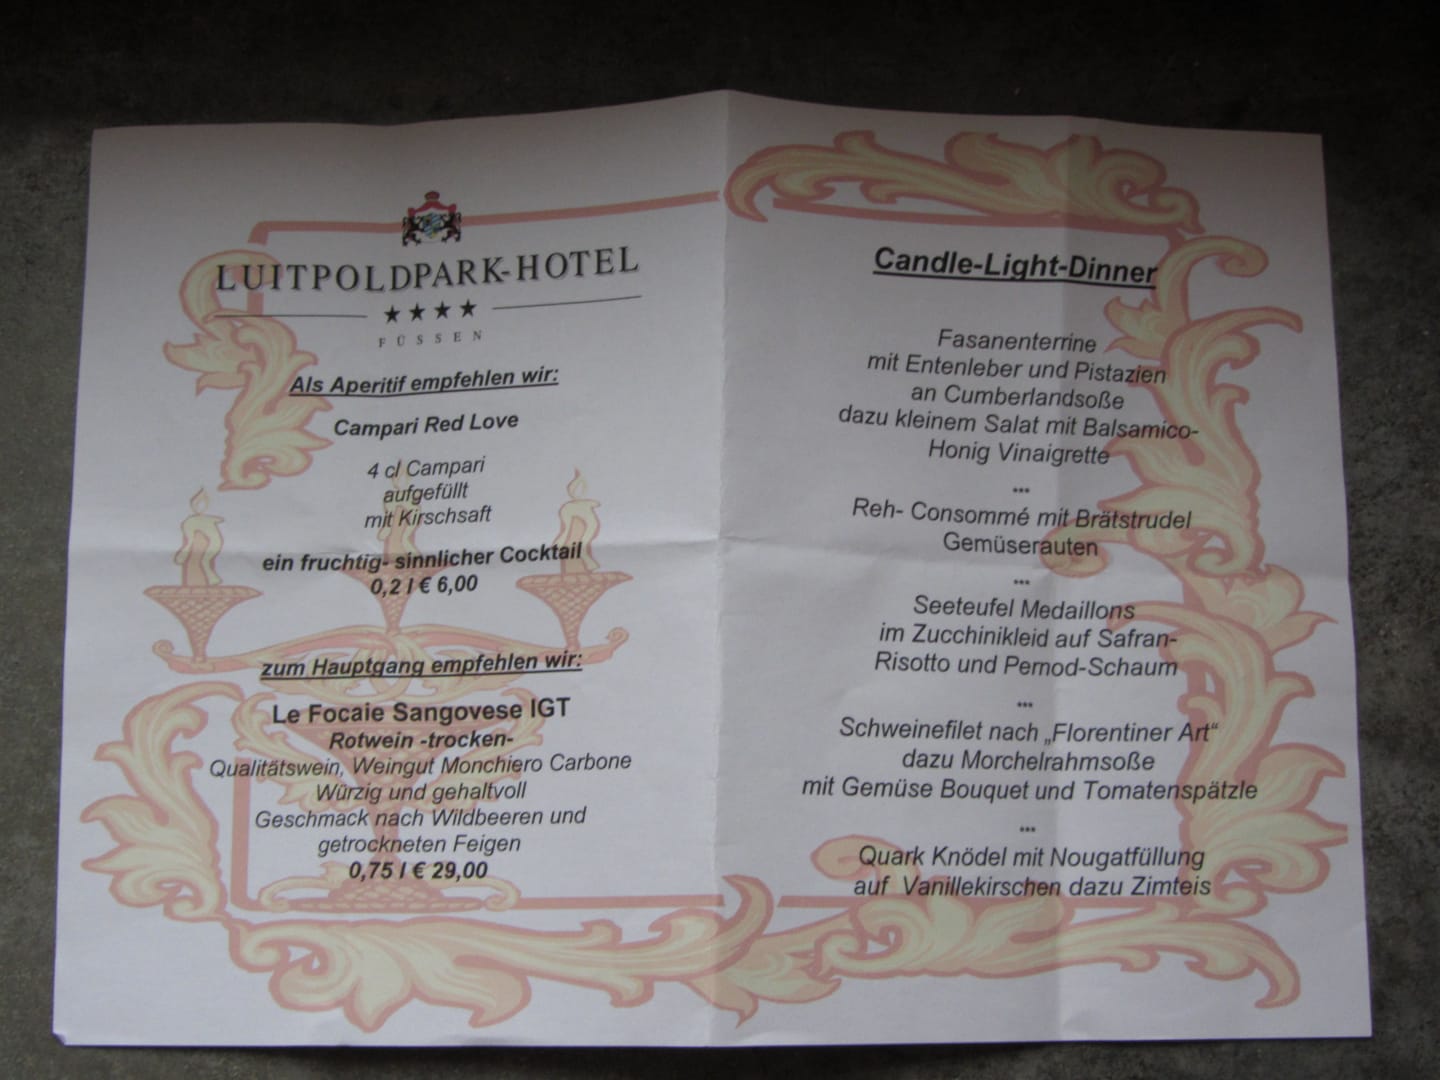 LUITPOLDPARK-HOTEL
★★★★
FÜSSEN
Als Aperitif empfehlen wir:
Campari Red Love
4 cl Campari
aufgefüllt
mit Kirschsaft
ein fruchtig- sinnlicher Cocktail
0,2 l € 6,00
zum Hauptgang empfehlen wir:
Le Focaie Sangovese IGT
Rotwein -trocken-
Qualitätswein, Weingut Monchiero Carbone
Würzig und gehaltvoll
Geschmack nach Wildbeeren und
getrockneten Feigen
0,75 l € 29,00
Candle-Light-Dinner
Fasanenterrine
mit Entenleber und Pistazien
an Cumberlandsoße
dazu kleinem Salat mit Balsamico-
Honig Vinaigrette
***
Reh- Consommé mit Brätstrudel
Gemüserauten
***
Seeteufel Medaillons
im Zucchinikleid auf Safran-
Risotto und Pernod-Schaum
***
Schweinefilet nach „Florentiner Art“
dazu Morchelrahmsoße
mit Gemüse Bouquet und Tomatenspätzle
***
Quark Knödel mit Nougatfüllung
auf Vanillekirschen dazu Zimteis